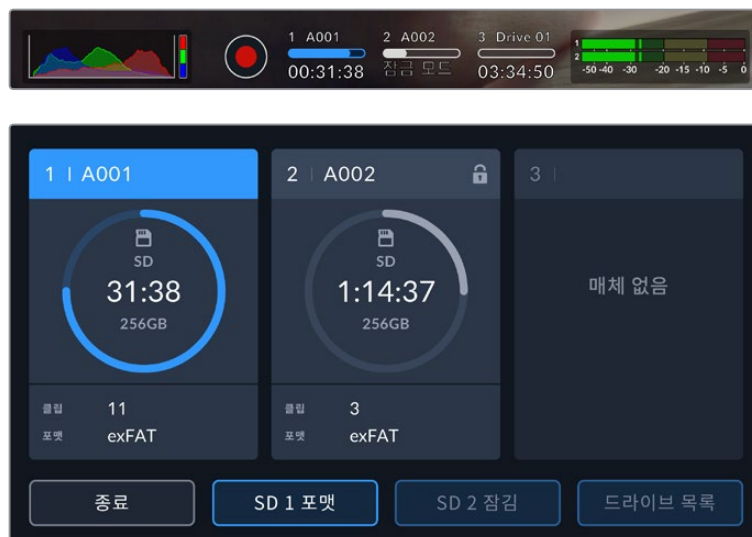 1 A001 2 A002 3 Drive 01
00:31:38 잠금 모드 03:34:50
1
2
-50 -40 -30 -20 -15 -10 -5 0
1 | A001
SD
31:38
256GB
클립 11
포맷 exFAT
2 | A002
SD
1:14:37
256GB
클립 3
포맷 exFAT
3 |
매체 없음
종료 SD 1 포맷 SD 2 잠김 드라이브 목록